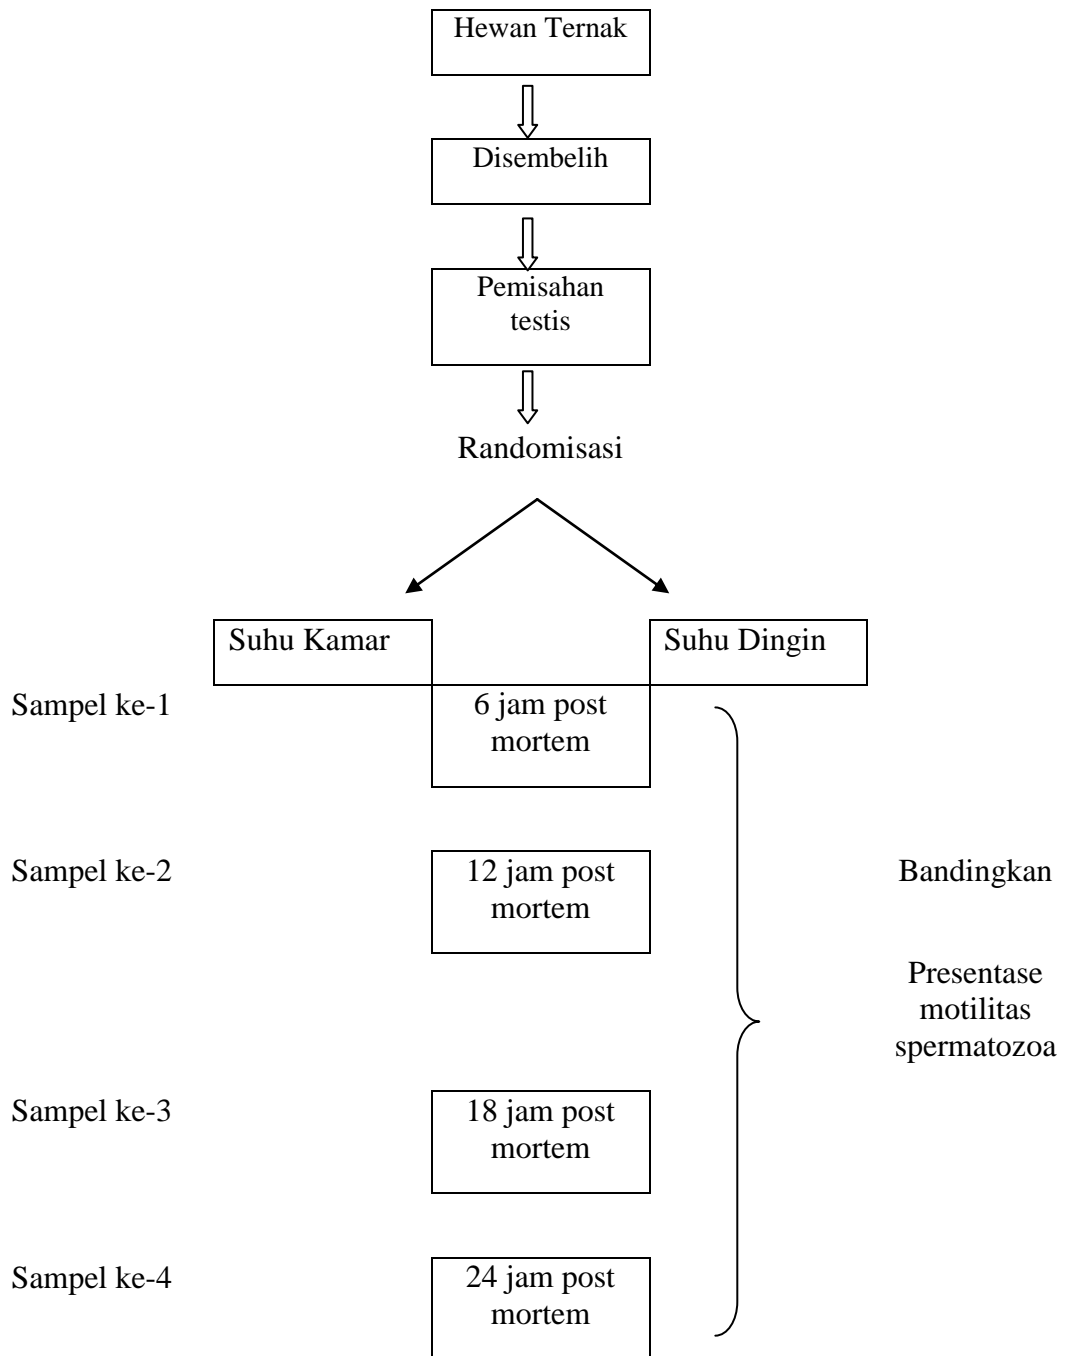 Hewan Ternak
Disembelih
Pemisahan
testis
Randomisasi
Suhu Kamar
Suhu Dingin
Sampel ke-1
6 jam post
mortem
Sampel ke-2
12 jam post
mortem
Bandingkan
Presentase
motilitas
spermatozoa
Sampel ke-3
18 jam post
mortem
Sampel ke-4
24 jam post
mortem